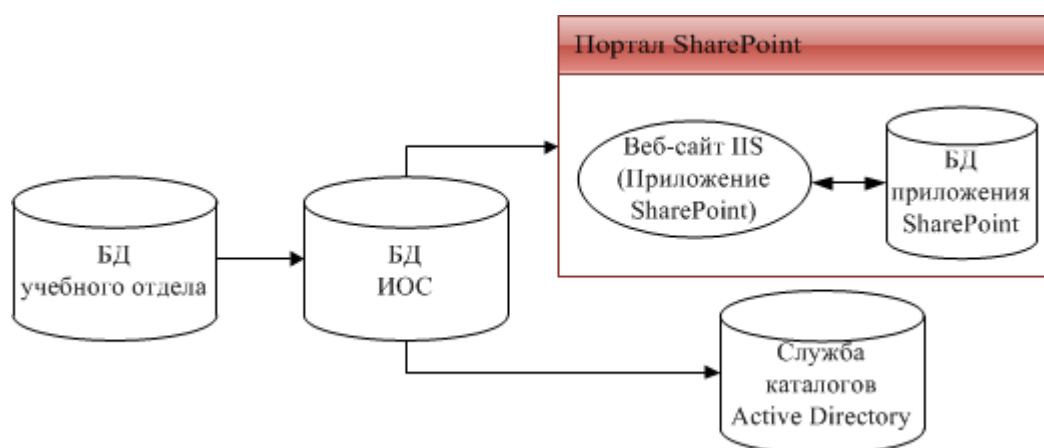 Портал SharePoint
Веб-сайт IIS
(Приложение
SharePoint)
БД
приложения
SharePoint
БД
учебного отдела
БД
ИОС
Служба
каталогов
Active Directory